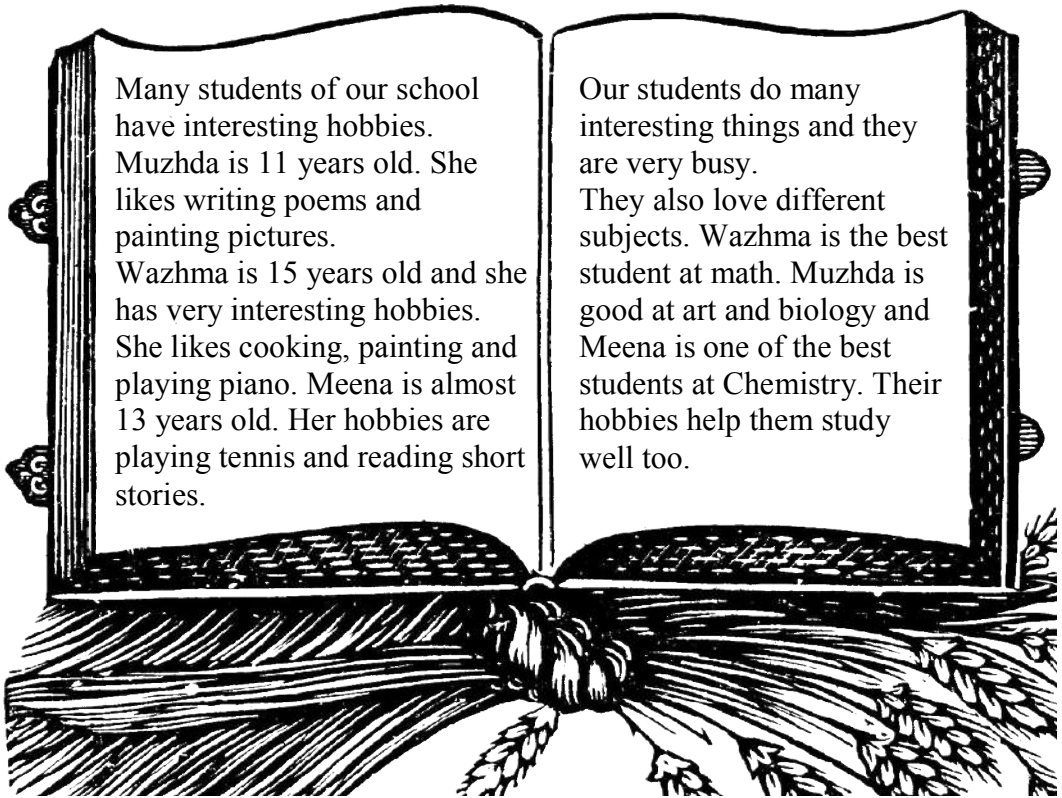 Many students of our school
have interesting hobbies.
Muzhda is 11 years old. She
likes writing poems and
painting pictures.
Wazhma is 15 years old and she
has very interesting hobbies.
She likes cooking, painting and
playing piano. Meena is almost
13 years old. Her hobbies are
playing tennis and reading short
stories.
Our students do many
interesting things and they
are very busy.
They also love different
subjects. Wazhma is the best
student at math. Muzhda is
good at art and biology and
Meena is one of the best
students at Chemistry. Their
hobbies help them study
well too.